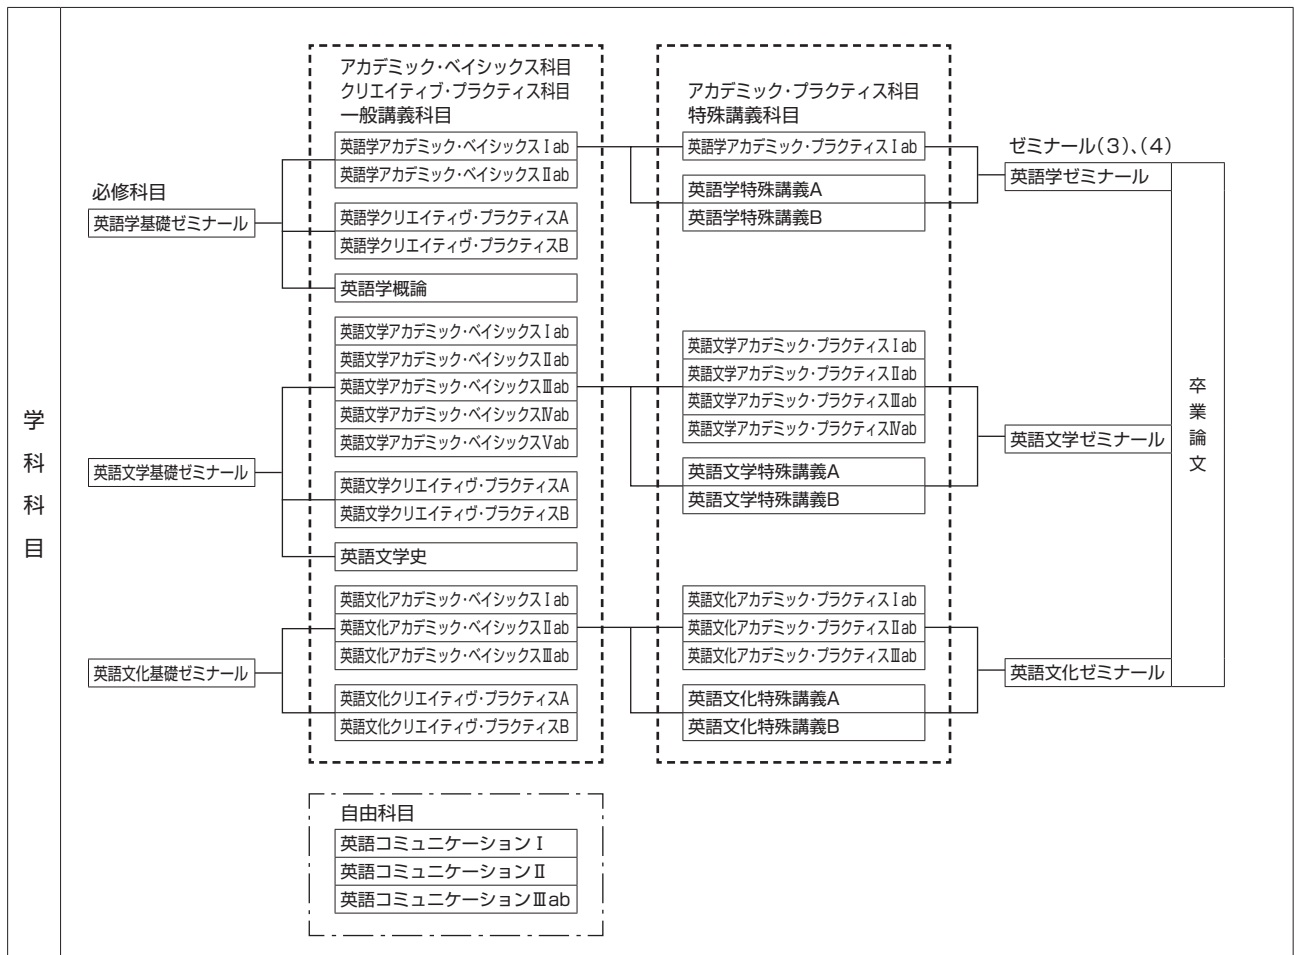 学科科目
必修科目
英語学基礎ゼミナール
英語文学基礎ゼミナール
英語文化基礎ゼミナール
アカデミック・ベイシックス科目
クリエイティブ・プラクティス科目
一般講義科目
英語学アカデミック・ベイシックスⅠab
英語学アカデミック・ベイシックスⅡab
英語学クリエイティヴ・プラクティスA
英語学クリエイティヴ・プラクティスB
英語学概論
英語文学アカデミック・ベイシックスⅠab
英語文学アカデミック・ベイシックスⅡab
英語文学アカデミック・ベイシックスⅢab
英語文学アカデミック・ベイシックスⅣab
英語文学アカデミック・ベイシックスⅤab
英語文学クリエイティヴ・プラクティスA
英語文学クリエイティヴ・プラクティスB
英語文学史
英語文化アカデミック・ベイシックスⅠab
英語文化アカデミック・ベイシックスⅡab
英語文化アカデミック・ベイシックスⅢab
英語文化クリエイティヴ・プラクティスA
英語文化クリエイティヴ・プラクティスB
アカデミック・プラクティス科目
特殊講義科目
英語学アカデミック・プラクティスⅠab
英語学特殊講義A
英語学特殊講義B
英語文学アカデミック・プラクティスⅠab
英語文学アカデミック・プラクティスⅡab
英語文学アカデミック・プラクティスⅢab
英語文学アカデミック・プラクティスⅣab
英語文学特殊講義A
英語文学特殊講義B
英語文化アカデミック・プラクティスⅠab
英語文化アカデミック・プラクティスⅡab
英語文化アカデミック・プラクティスⅢab
英語文化特殊講義A
英語文化特殊講義B
ゼミナール(3)、(4)
英語学ゼミナール
英語文学ゼミナール
英語文化ゼミナール
卒業論文
自由科目
英語コミュニケーションⅠ
英語コミュニケーションⅡ
英語コミュニケーションⅢab